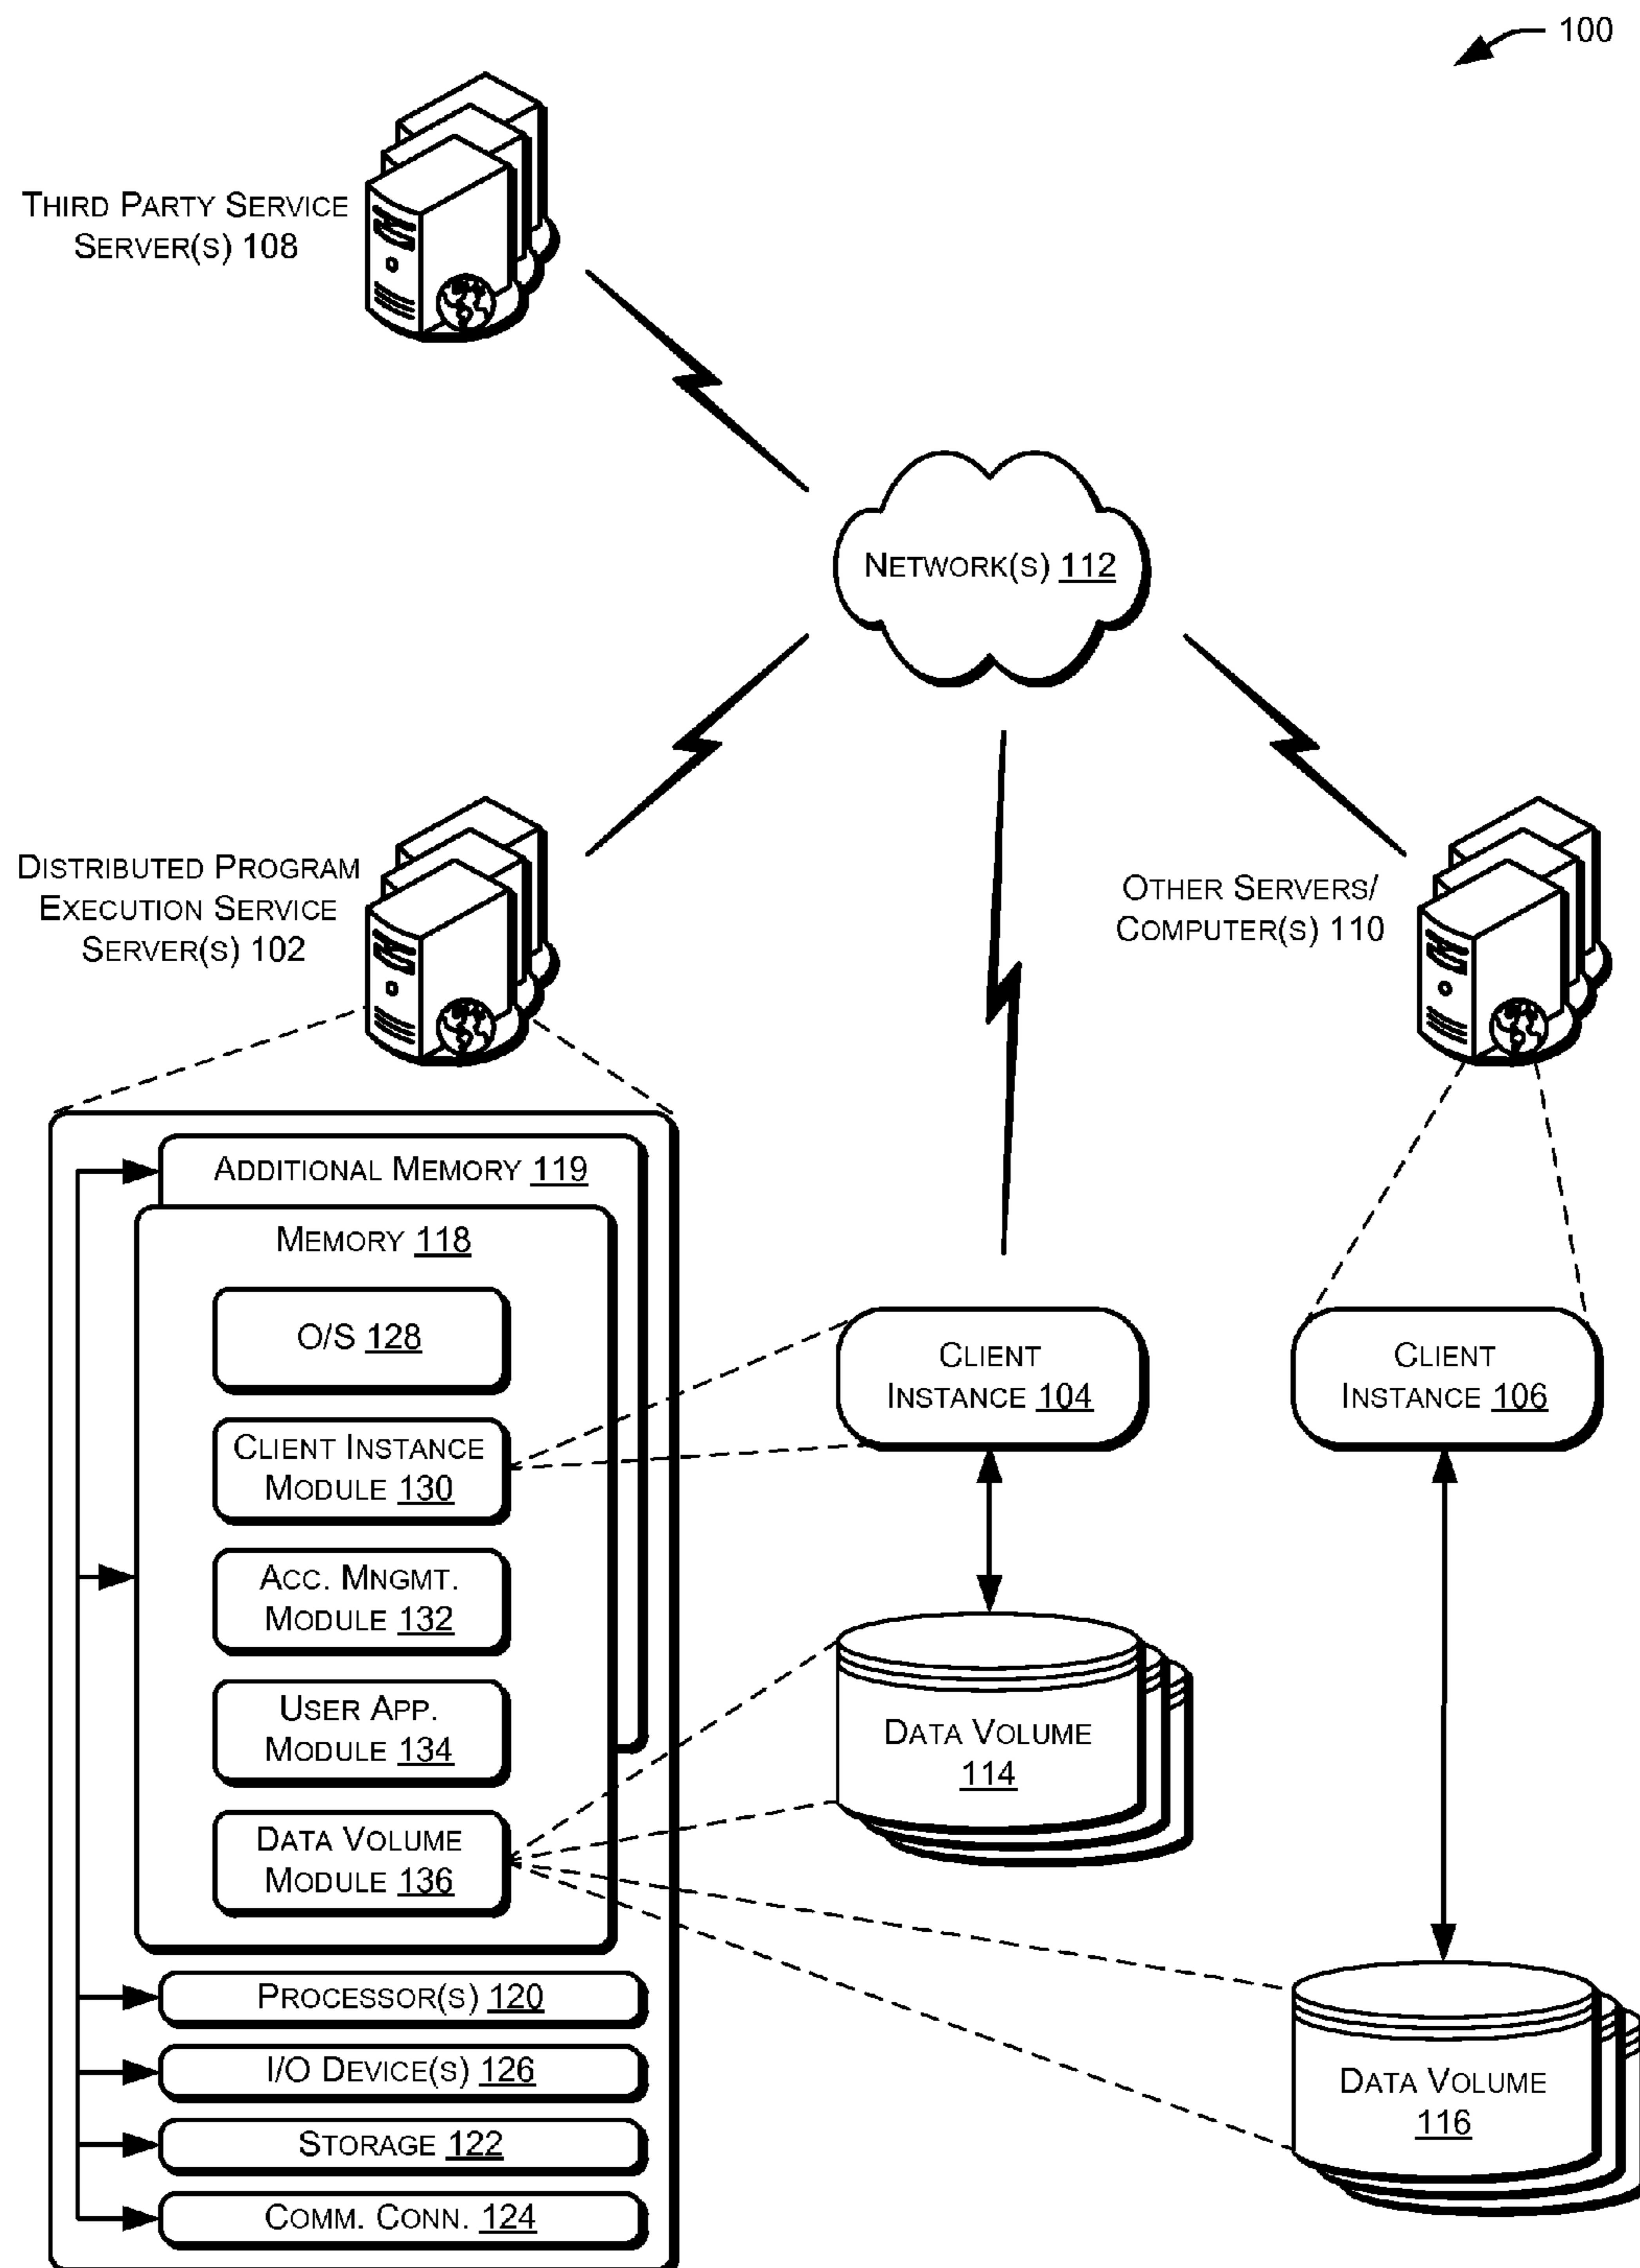 100
THIRD PARTY SERVICE
SERVER(S) 108
NETWORK(S) 112
DISTRIBUTED PROGRAM
EXECUTION SERVICE
SERVER(S) 102
OTHER SERVERS/
COMPUTER(S) 110
ADDITIONAL MEMORY 119
MEMORY 118
O/S 128
CLIENT INSTANCE
MODULE 130
ACC. MNGMT.
MODULE 132
USER APP.
MODULE 134
DATA VOLUME
MODULE 136
PROCESSOR(S) 120
I/O DEVICE(S) 126
STORAGE 122
COMM. CONN. 124
CLIENT
INSTANCE 104
DATA VOLUME
114
CLIENT
INSTANCE 106
DATA VOLUME
116